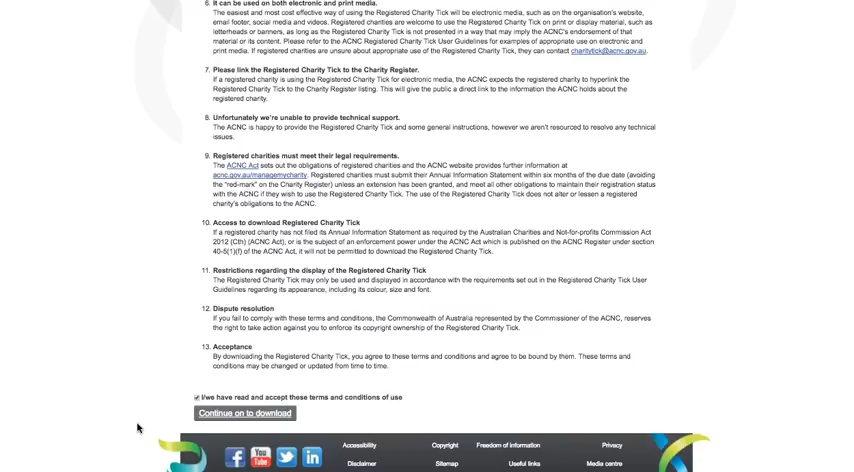 6. It can be used on both electronic and print media.
The easiest and most cost effective way of using the Registered Charity Tick will be electronic media, such as on the organisation's website,
email footer, social media and videos. Registered charities are welcome to use the Registered Charity Tick on print or display material, such as
letterheads or banners, as long as the Registered Charity Tick is not presented in a way that may imply the ACNC's endorsement of that
material or its content. Please refer to the ACNC Registered Charity Tick User Guidelines for examples of appropriate use on electronic and
print media. If registered charities are unsure about appropriate use of the Registered Charity Tick, they can contact charitytick@acnc.gov.au.
7. Please link the Registered Charity Tick to the Charity Register.
If a registered charity is using the Registered Charity Tick for electronic media, the ACNC expects the registered charity to hyperlink the
Registered Charity Tick to the Charity Register listing. This will give the public a direct link to the information the ACNC holds about the
registered charity.
8. Unfortunately we're unable to provide technical support.
The ACNC is happy to provide the Registered Charity Tick and some general instructions, however we aren't resourced to resolve any technical
issues.
9. Registered charities must meet their legal requirements.
The ACNC Act sets out the obligations of registered charities and the ACNC website provides further information at
acnc.gov.au/managemycharity. Registered charities must submit their Annual Information Statement within six months of the due date (avoiding
the "red-mark" on the Charity Register) unless an extension has been granted, and meet all other obligations to maintain their registration status
with the ACNC if they wish to use the Registered Charity Tick. The use of the Registered Charity Tick does not alter or lessen a registered
charity's obligations to the ACNC.
10. Access to download Registered Charity Tick
If a registered charity has not filed its Annual Information Statement as required by the Australian Charities and Not-for-profits Commission Act
2012 (Cth) (ACNC Act), or is the subject of an enforcement power under the ACNC Act which is published on the ACNC Register under section
40-5(1)(f) of the ACNC Act, it will not be permitted to download the Registered Charity Tick.
11. Restrictions regarding the display of the Registered Charity Tick
The Registered Charity Tick may only be used and displayed in accordance with the requirements set out in the Registered Charity Tick User
Guidelines regarding its appearance, including its colour, size and font.
12. Dispute resolution
If you fail to comply with these terms and conditions, the Commonwealth of Australia represented by the Commissioner of the ACNC, reserves
the right to take action against you to enforce its copyright ownership of the Registered Charity Tick.
13. Acceptance
By downloading the Registered Charity Tick, you agree to these terms and conditions and agree to be bound by them. These terms and
conditions may be changed or updated from time to time.
I/we have read and accept these terms and conditions of use
Continue on to download
Accessibility Copyright Freedom of information Privacy
You Tube
Disclaimer Sitemap Useful links Media centre